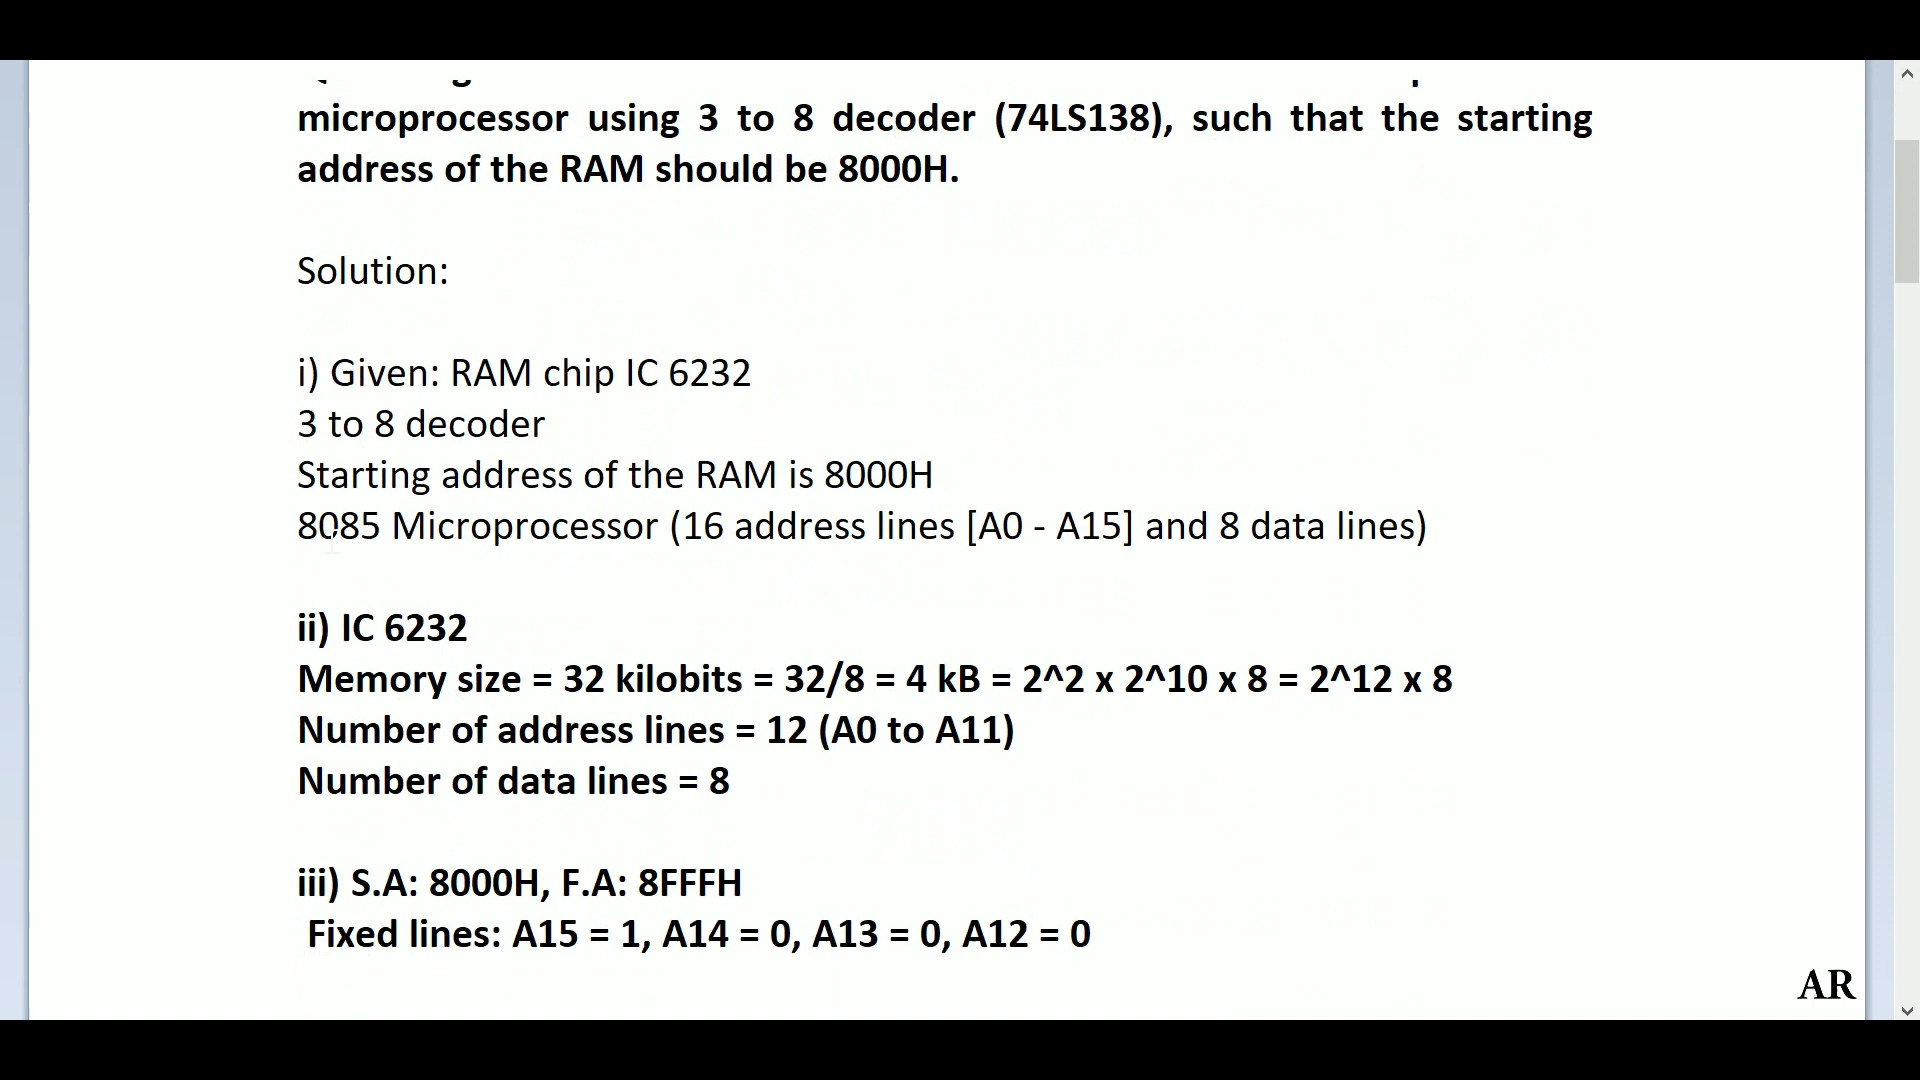 microprocessor using 3 to 8 decoder (74LS138), such that the starting
address of the RAM should be 8000H.
Solution:
i) Given: RAM chip IC 6232
3 to 8 decoder
Starting address of the RAM is 8000H
8085 Microprocessor (16 address lines [A0 - A15] and 8 data lines)
ii) IC 6232
Memory size = 32 kilobits = 32/8 = 4 kB = 2^2 x 2^10 x 8 = 2^12 x 8
Number of address lines = 12 (A0 to A11)
Number of data lines = 8
iii) S.A: 8000H, F.A: 8FFFH
Fixed lines: A15 = 1, A14 = 0, A13 = 0, A12 = 0
AR